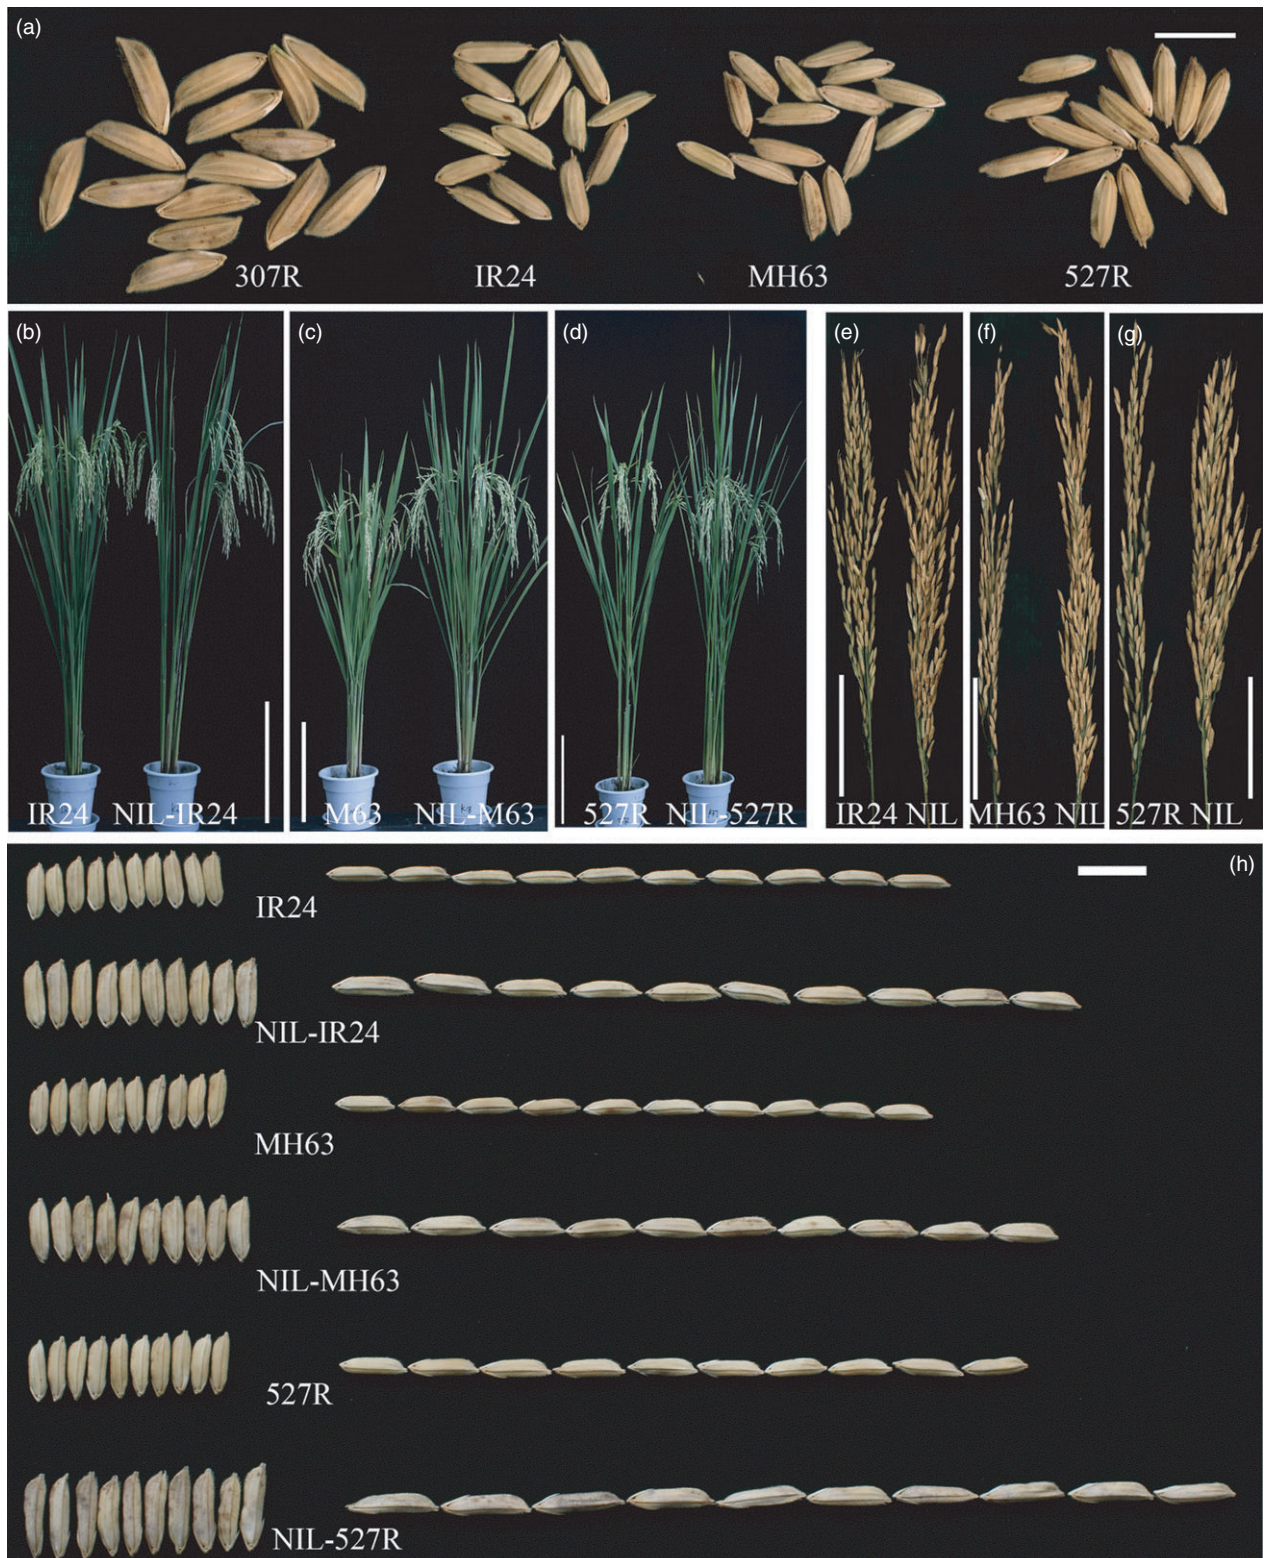 (a)
307R IR24 MH63 527R
(b) (c) (d) (e) (f) (g)
IR24 NIL-IR24 M63 NIL-M63 527R NIL-527R IR24 NIL MH63 NIL 527R NIL
(h)
IR24
NIL-IR24
MH63
NIL-MH63
527R
NIL-527R